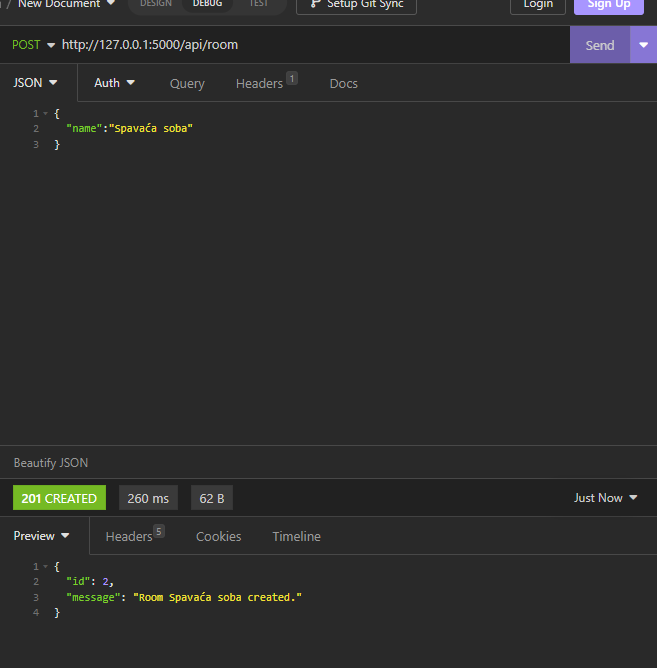 / New Document DESIGN DEBUG TEST Setup Git Sync Login Sign Up
POST http://127.0.0.1:5000/api/room Send
JSON Auth Query Headers 1 Docs
1 {
2 "name":"Spavaća soba"
3 }
Beautify JSON
201 CREATED 260 ms 62 B Just Now
Preview Headers 5 Cookies Timeline
1 {
2 "id": 2,
3 "message": "Room Spavaća soba created."
4 }